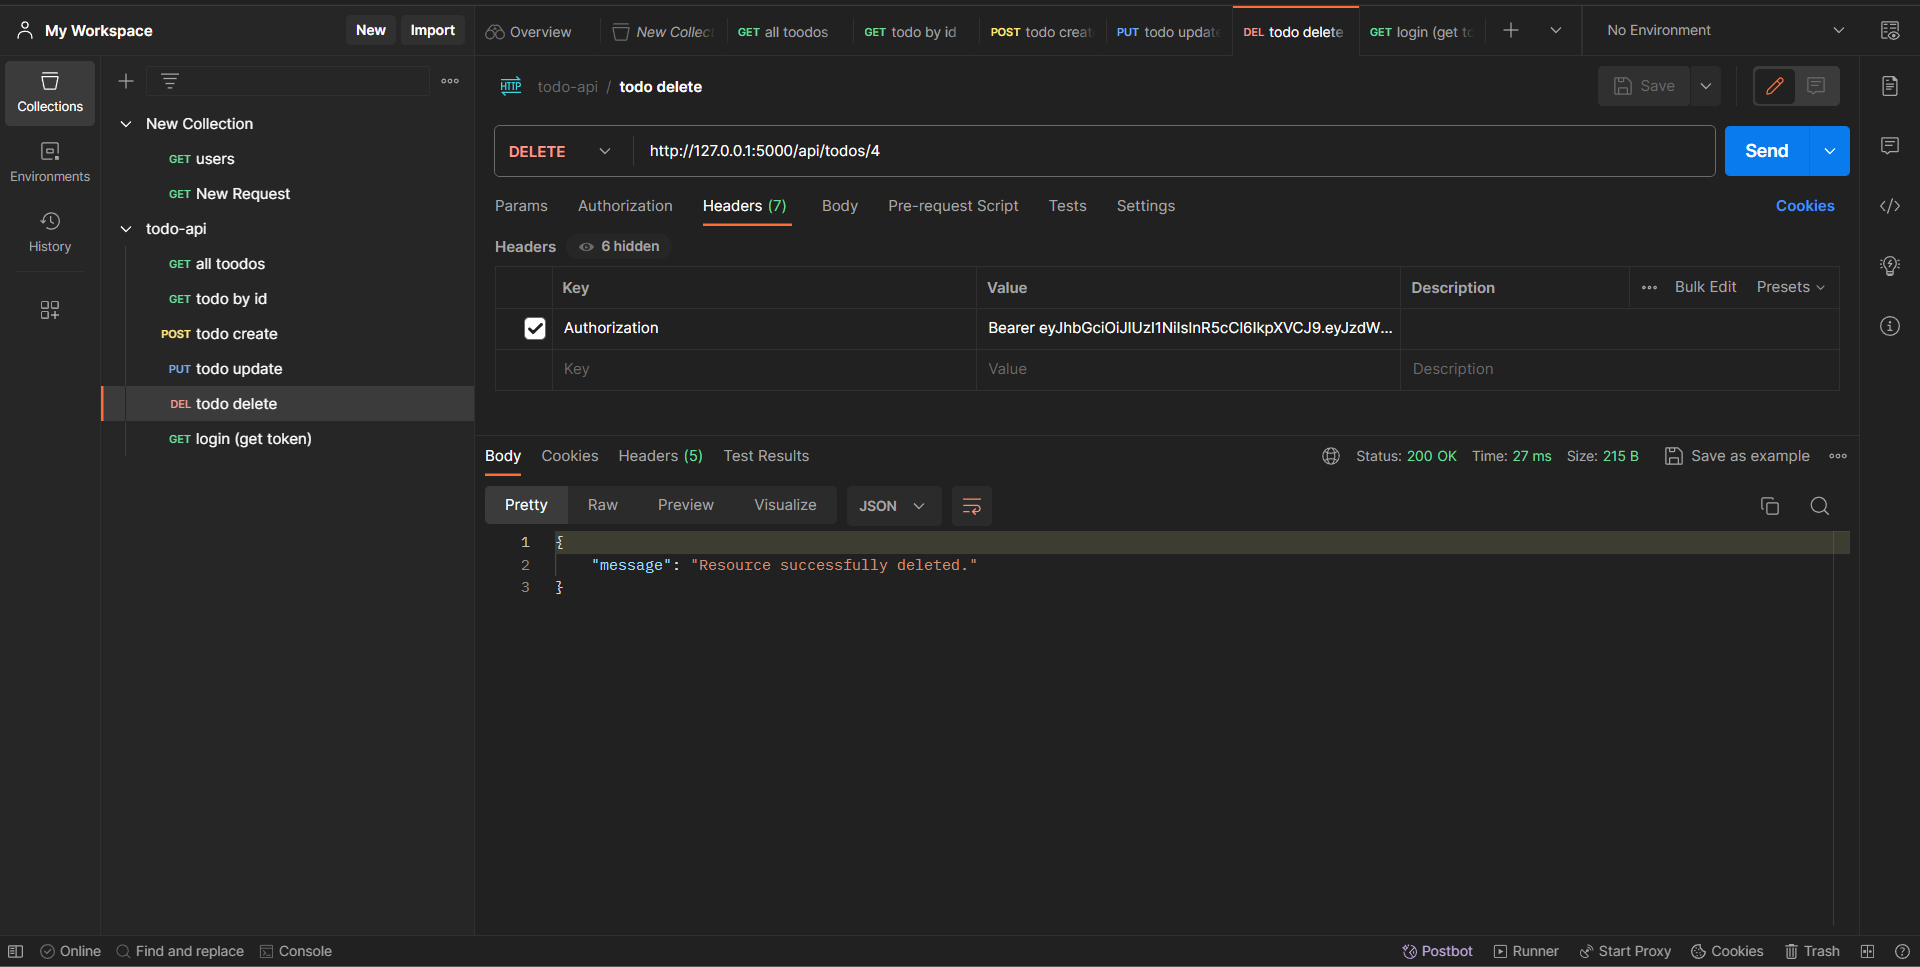 My Workspace
New
Import
Overview
New Collec
GET all toodos
GET todo by id
POST todo creat
PUT todo update
DEL todo delete
GET login (get to
No Environment
Collections
Environments
History
New Collection
GET users
GET New Request
todo-api
GET all toodos
GET todo by id
POST todo create
PUT todo update
DEL todo delete
GET login (get token)
HTTP todo-api / todo delete
Save
DELETE
http://127.0.0.1:5000/api/todos/4
Send
Params
Authorization
Headers (7)
Body
Pre-request Script
Tests
Settings
Cookies
Headers
6 hidden
Key
Value
Description
Bulk Edit
Presets
Authorization
Bearer eyJhbGciOiJIUzI1NiIsInR5cCI6IkpXVCJ9.eyJzdW...
Key
Value
Description
Body
Cookies
Headers (5)
Test Results
Status: 200 OK
Time: 27 ms
Size: 215 B
Save as example
Pretty
Raw
Preview
Visualize
JSON
1 {
2 "message": "Resource successfully deleted."
3 }
Online
Find and replace
Console
Postbot
Runner
Start Proxy
Cookies
Trash